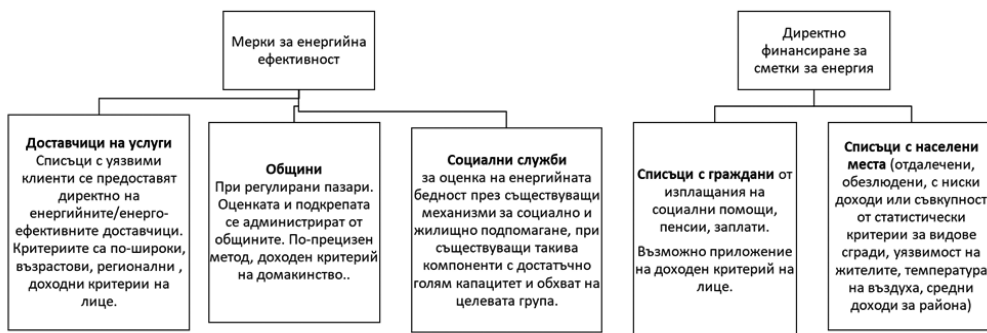 Мерки за енергийна
ефективност
Директно
финансиране за
сметки за енергия
Доставчици на услуги
Списъци с уязвими
клиенти се предоставят
директно на
енергийните/енерго-
ефективните доставчици.
Критериите са по-широки,
възрастови, регионални ,
доходни критерии на
лице.
Общини
При регулирани пазари.
Оценката и подкрепата
се администрират от
общините. По-прецизен
метод, доходен критерий
на домакинство..
Социални служби
за оценка на енергийната
бедност през съществуващи
механизми за социално и
жилищно подпомагане, при
съществуващи такива
компоненти с достатъчно
голям капацитет и обхват на
целевата група.
Списъци с граждани от
изплащания на
социални помощи,
пенсии, заплати.
Възможно приложение
на доходен критерий на
лице.
Списъци с населени
места (отдалечени,
обезлюдени, с ниски
доходи или съвкупност
от статистически
критерии за видове
сгради, уязвимост на
жителите, температура
на въздуха, средни
доходи за района)